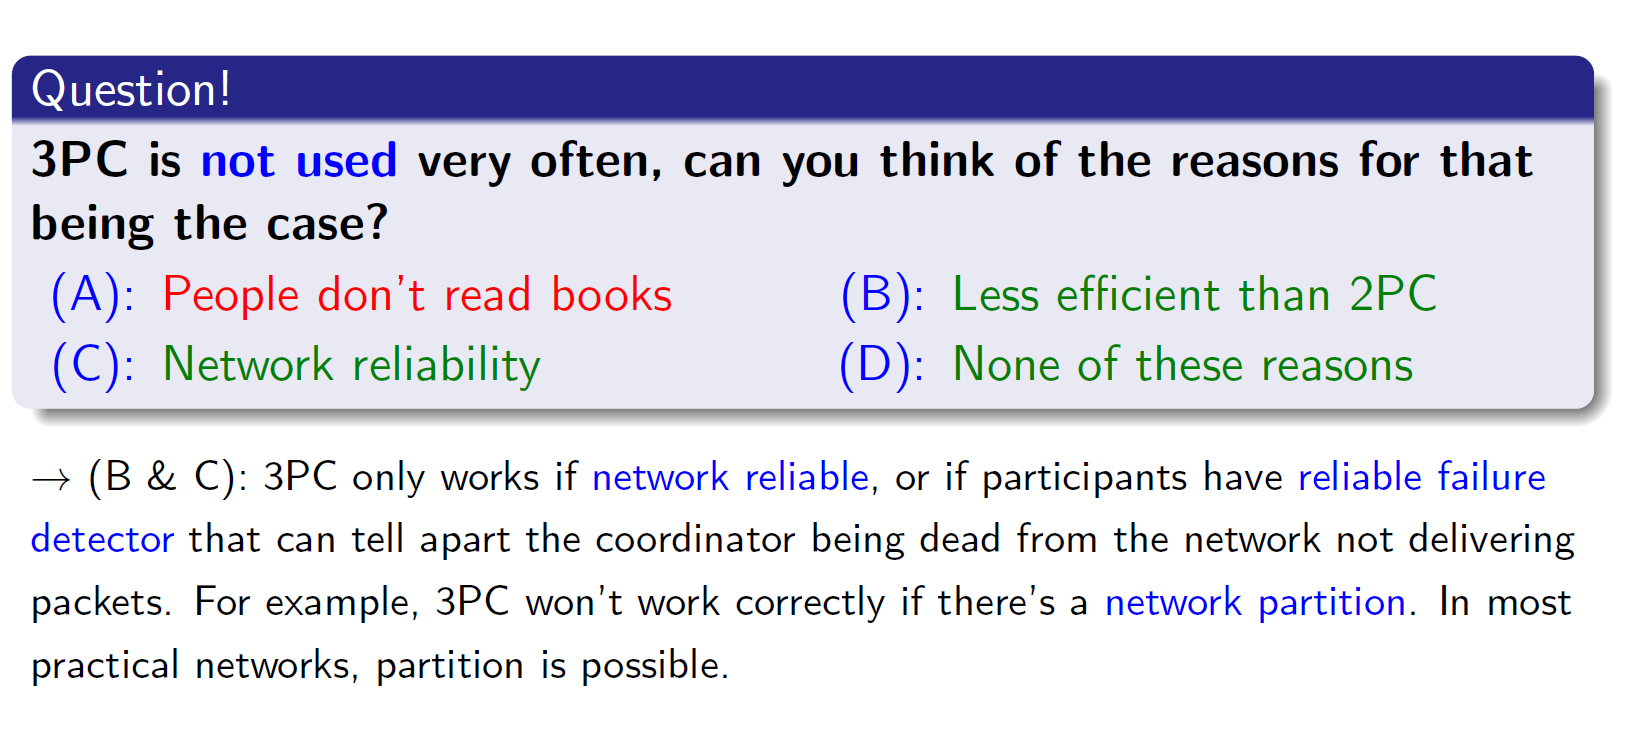 Question!
3PC is not used very often, can you think of the reasons for that
being the case?
(A): People don't read books (B): Less efficient than 2PC
(C): Network reliability (D): None of these reasons
→ (B & C): 3PC only works if network reliable, or if participants have reliable failure
detector that can tell apart the coordinator being dead from the network not delivering
packets. For example, 3PC won't work correctly if there's a network partition. In most
practical networks, partition is possible.